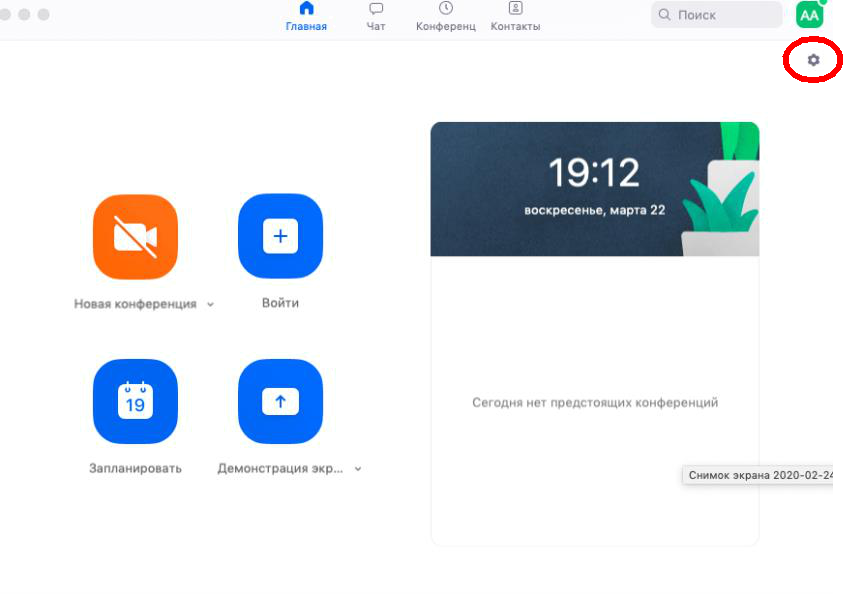 Главная
Чат
Конференц
Контакты
Поиск
AA
19:12
воскресенье, марта 22
Новая конференция
Войти
19
Запланировать
Демонстрация экр...
Сегодня нет предстоящих конференций
Снимок экрана 2020-02-24